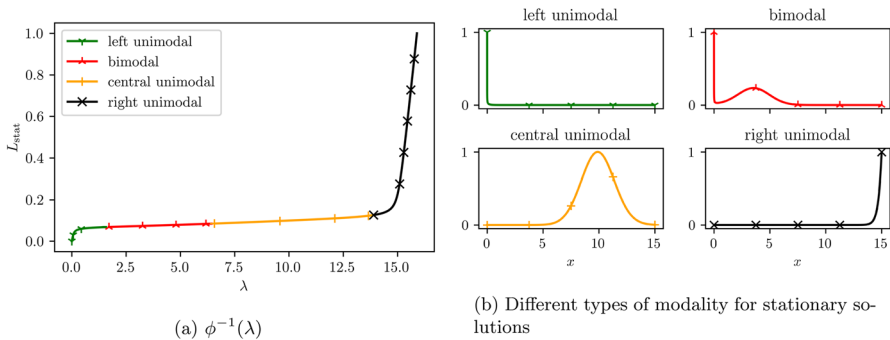 1.0
0.8
0.6
0.4
0.2
0.0
L_stat
left unimodal
bimodal
central unimodal
right unimodal
0.0 2.5 5.0 7.5 10.0 12.5 15.0
λ
(a) ϕ⁻¹(λ)
left unimodal
1
0
bimodal
1
0
central unimodal
1
0
0 5 10 15
x
right unimodal
1
0
0 5 10 15
x
(b) Different types of modality for stationary so-
lutions